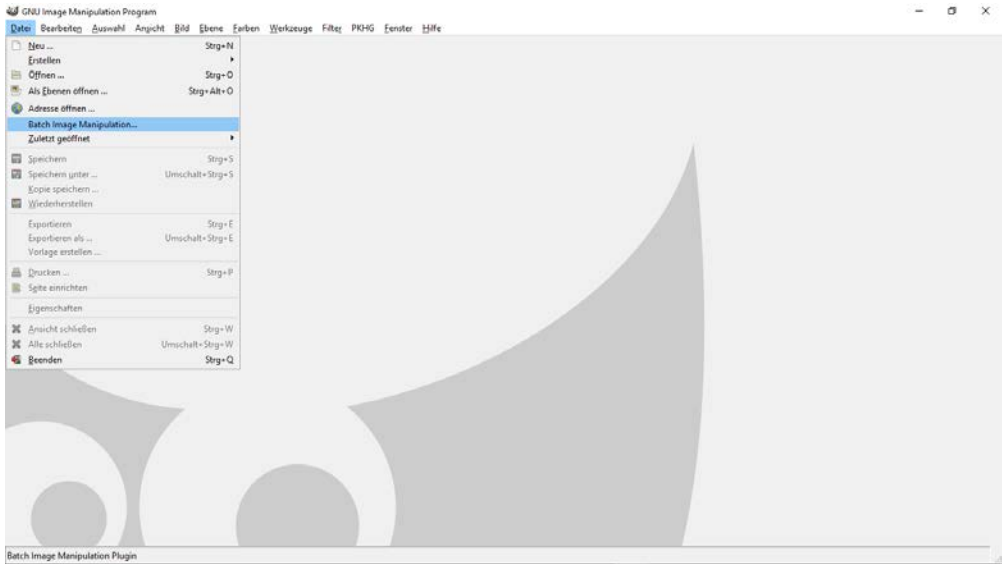 GNU Image Manipulation Program
Datei Bearbeiten Auswahl Ansicht Bild Ebene Farben Werkzeuge Filter PKHG Fenster Hilfe
Neu ... Strg+N
Erstellen
Öffnen ... Strg+O
Als Ebenen öffnen ... Strg+Alt+O
Adresse öffnen ...
Batch Image Manipulation...
Zuletzt geöffnet
Speichern Strg+S
Speichern unter ... Umschalt+Strg+S
Kopie speichern ...
Wiederherstellen
Exportieren Strg+E
Exportieren als ... Umschalt+Strg+E
Vorlage erstellen ...
Drucken ... Strg+P
Seite einrichten
Eigenschaften
Ansicht schließen Strg+W
Alle schließen Umschalt+Strg+W
Beenden Strg+Q
Batch Image Manipulation Plugin